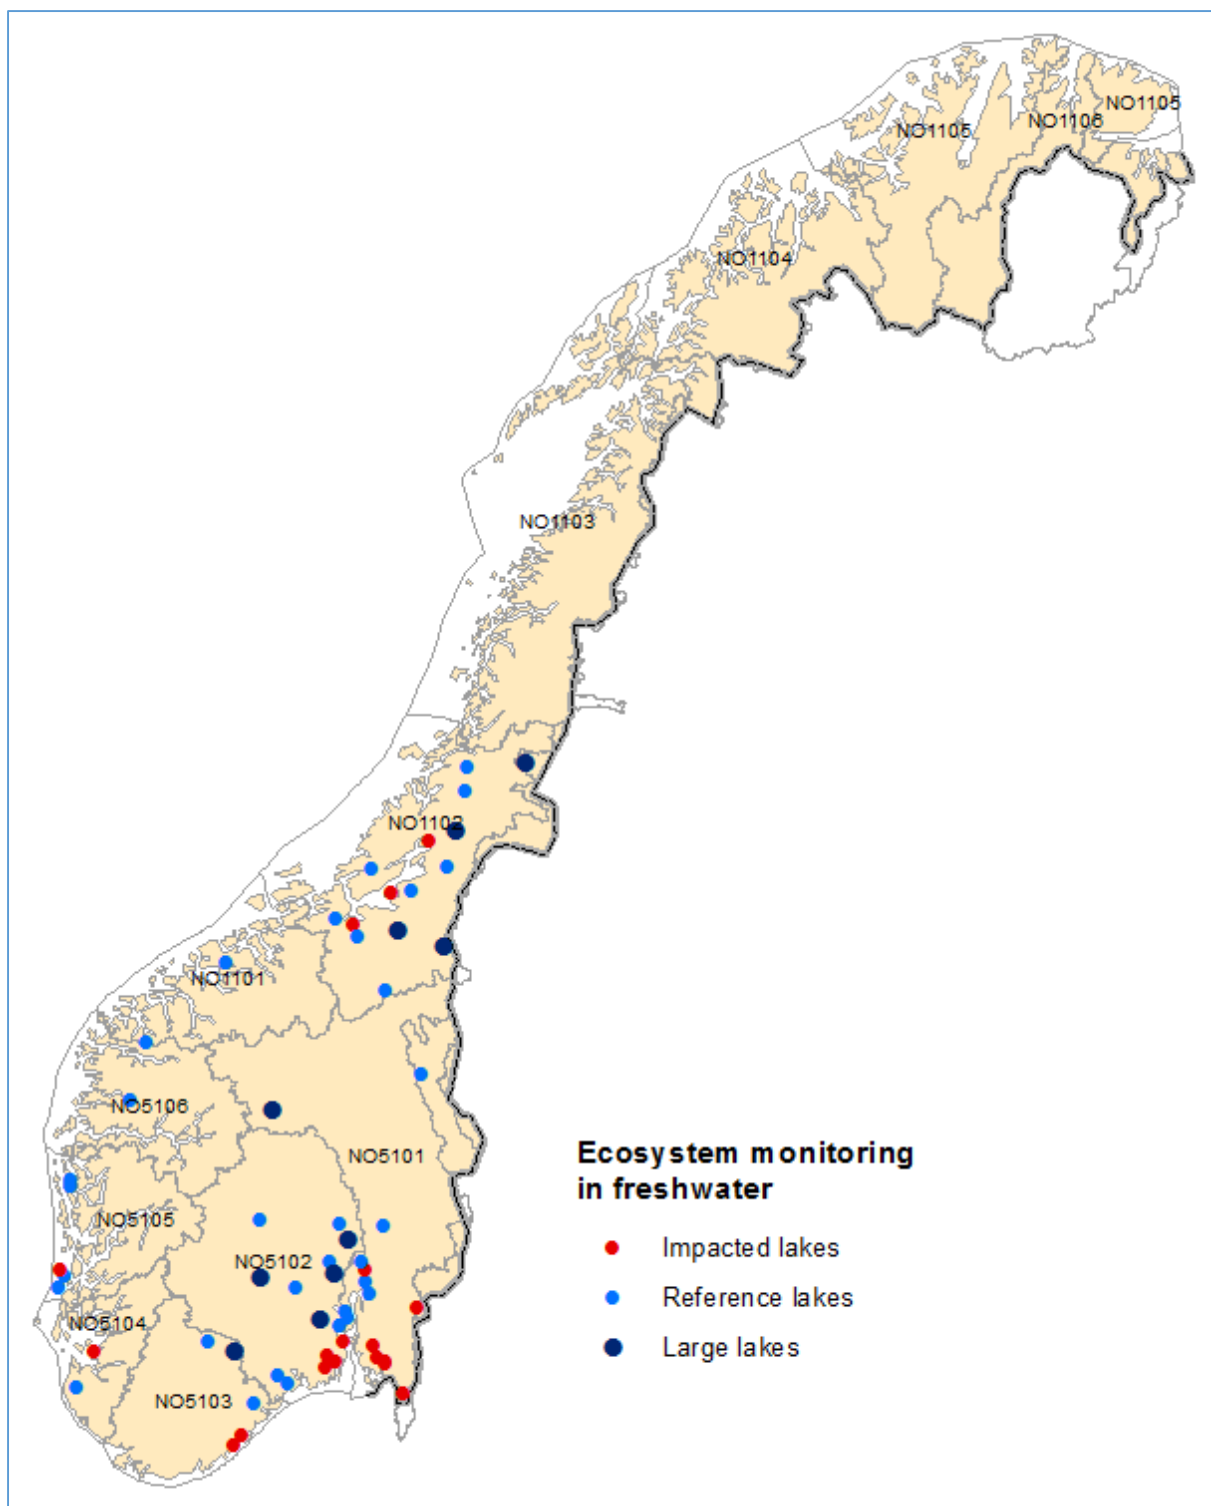 NO1105
NO1106
NO1105
NO1104
NO1103
NO1102
NO1101
NO5106
NO5101
NO5105
NO5102
NO5104
NO5103
Ecosystem monitoring
in freshwater
Impacted lakes
Reference lakes
Large lakes